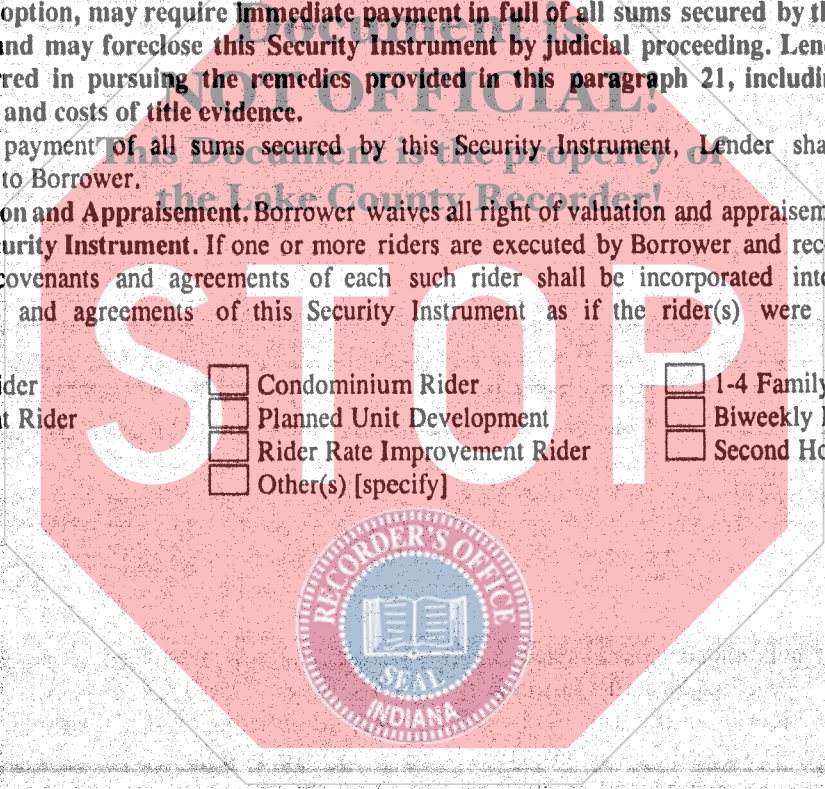 option, may require immediate payment in full of all sums secured by th
Document is
and may foreclose this Security Instrument by judicial proceeding. Len
rred in pursuing the remedies provided in this paragraph 21, includi
NOT OFFICIAL!
and costs of title evidence.
payment of all sums secured by this Security Instrument, Lender sha
This Document is the property of
to Borrower.
the Lake County Recorder!
on and Appraisement. Borrower waives all right of valuation and appraisem
urity Instrument. If one or more riders are executed by Borrower and rec
covenants and agreements of each such rider shall be incorporated into
and agreements of this Security Instrument as if the rider(s) were
STOP
ider
Condominium Rider
1-4 Family
t Rider
Planned Unit Development
Biweekly
Rider Rate Improvement Rider
Second Ho
Other(s) [specify]
RECORDER'S OFFICE
SEAL
INDIANA